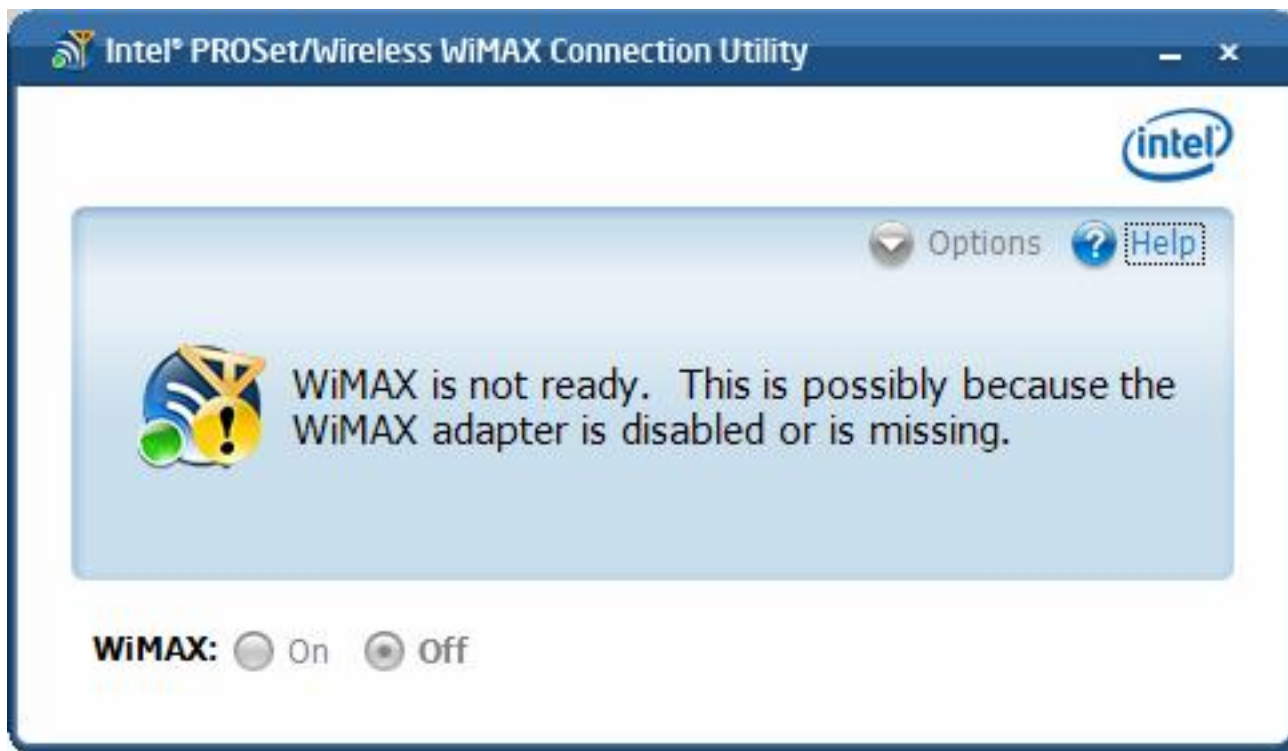 Intel® PROSet/Wireless WiMAX Connection Utility
intel
Options ? Help
WiMAX is not ready.  This is possibly because the
WiMAX adapter is disabled or is missing.
WiMAX: On Off